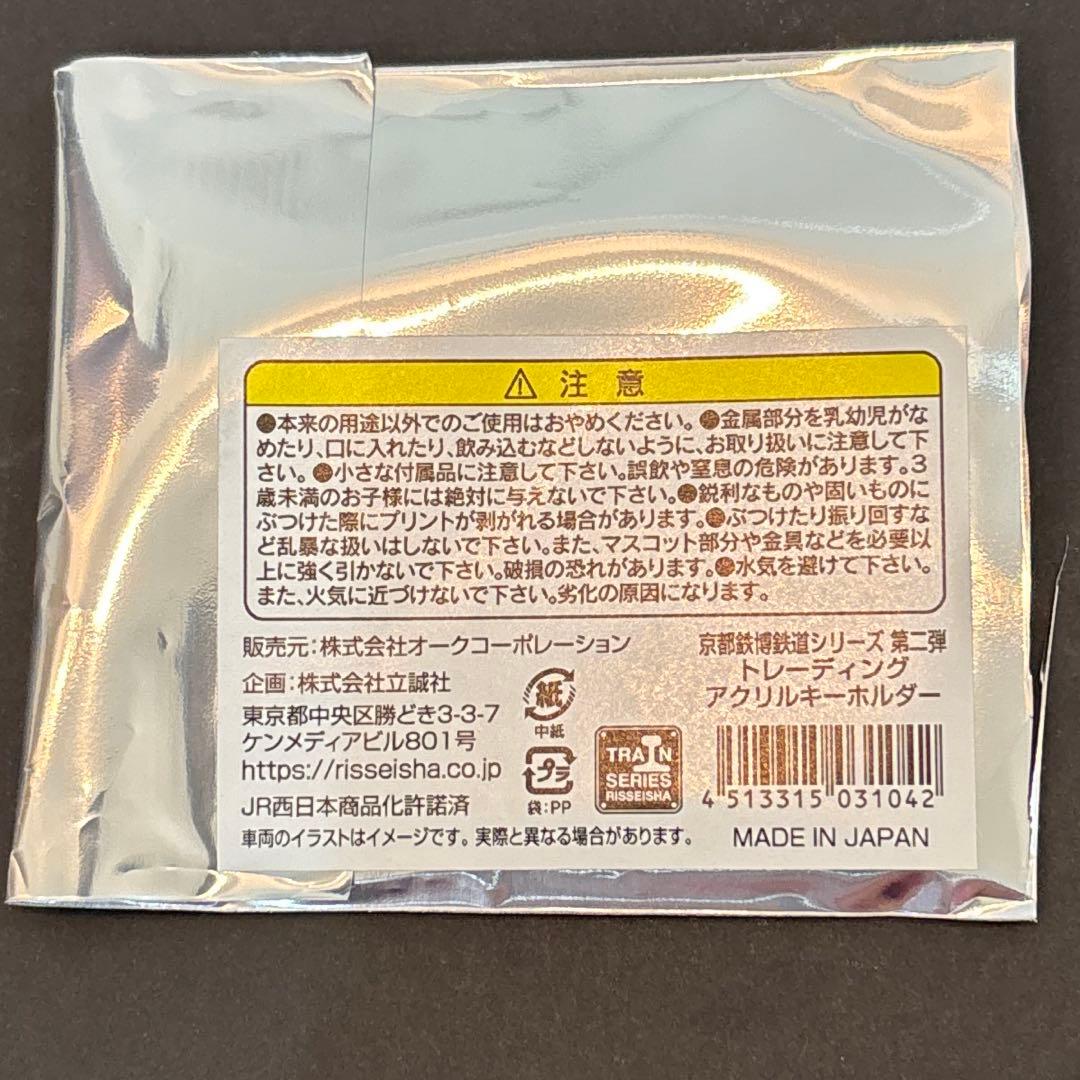 ⚠ 注意
●本来の用途以外でのご使用はおやめください。●金属部分を乳幼児がな
めたり、口に入れたり、飲み込むなどしないように、お取り扱いに注意して下
さい。●小さな付属品に注意して下さい。誤飲や窒息の危険があります。3
歳未満のお子様には絶対に与えないで下さい。●鋭利なものや固いものに
ぶつけた際にプリントが剥がれる場合があります。●ぶつけたり振り回すな
ど乱暴な扱いはしないで下さい。また、マスコット部分や金具などを必要以
上に強く引かないで下さい。破損の恐れがあります。●水気を避けて下さい。
また、火気に近づけないで下さい。劣化の原因になります。
販売元：株式会社オークコーポレーション
企画：株式会社立誠社
東京都中央区勝どき3-3-7
ケンメディアビル801号
https://risseisha.co.jp
JR西日本商品化許諾済
車両のイラストはイメージです。実際と異なる場合があります。
紙
中紙
プラ
袋：PP
TRAIN
SERIES
RISSEISHA
京都鉄博鉄道シリーズ 第二弾
トレーディング
アクリルキーホルダー
4 513315 031042
MADE IN JAPAN